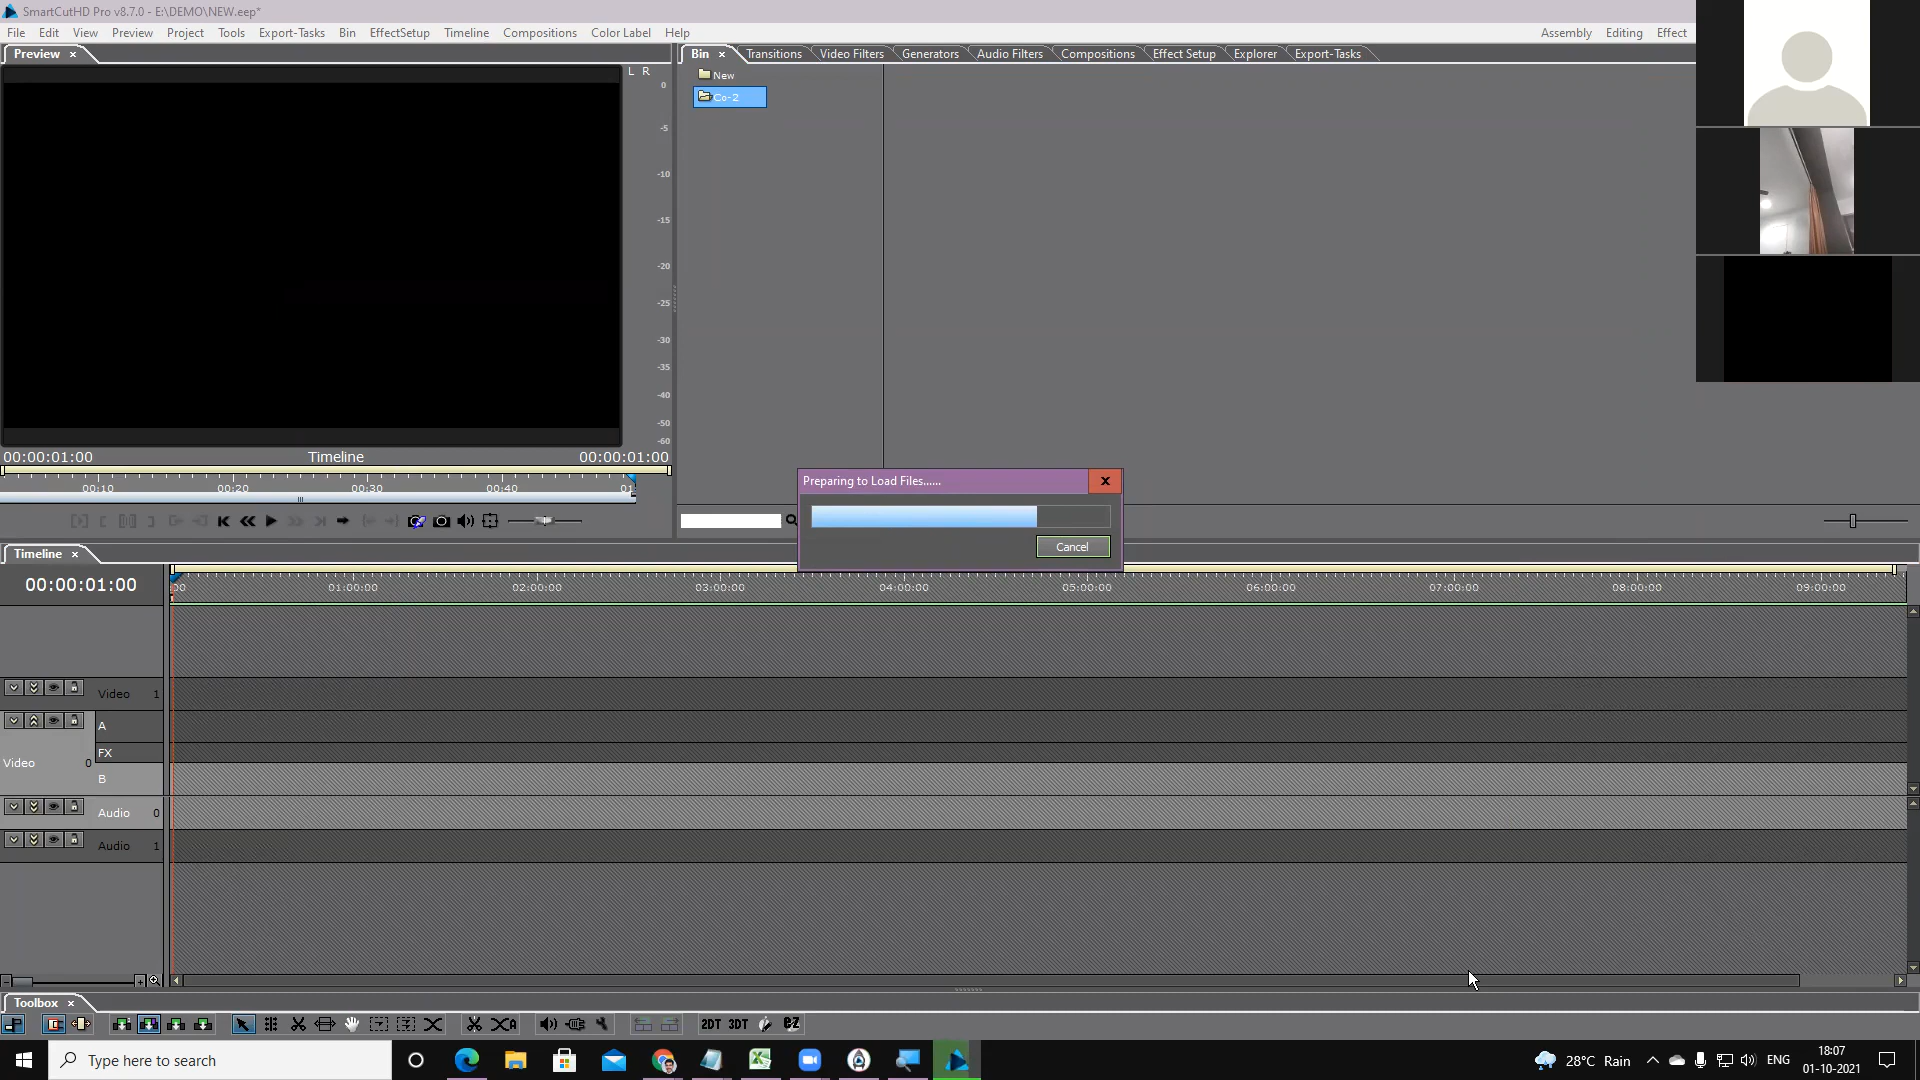 SmartCutHD Pro v8.7.0 - E:\DEMO\NEW.eep*
File Edit View Preview Project Tools Export-Tasks Bin EffectSetup Timeline Compositions Color Label Help
Assembly Editing Effect
Preview x
Bin x Transitions Video Filters Generators Audio Filters Compositions Effect Setup Explorer Export-Tasks
L R
New
Co-2
0
-5
-10
-15
-20
-25
-30
-35
-40
-50
-60
00:00:01:00 Timeline 00:00:01:00
00:10 00:20 00:30 00:40
Preparing to Load Files......
Cancel
Timeline x
00:00:01:00
01:00:00 02:00:00 03:00:00 04:00:00 05:00:00 06:00:00 07:00:00 08:00:00 09:00:00
Video 1
A
FX
Video 0
B
Audio 0
Audio 1
Toolbox x
2DT 3DT eZ
Type here to search
28°C Rain
ENG
18:07
01-10-2021